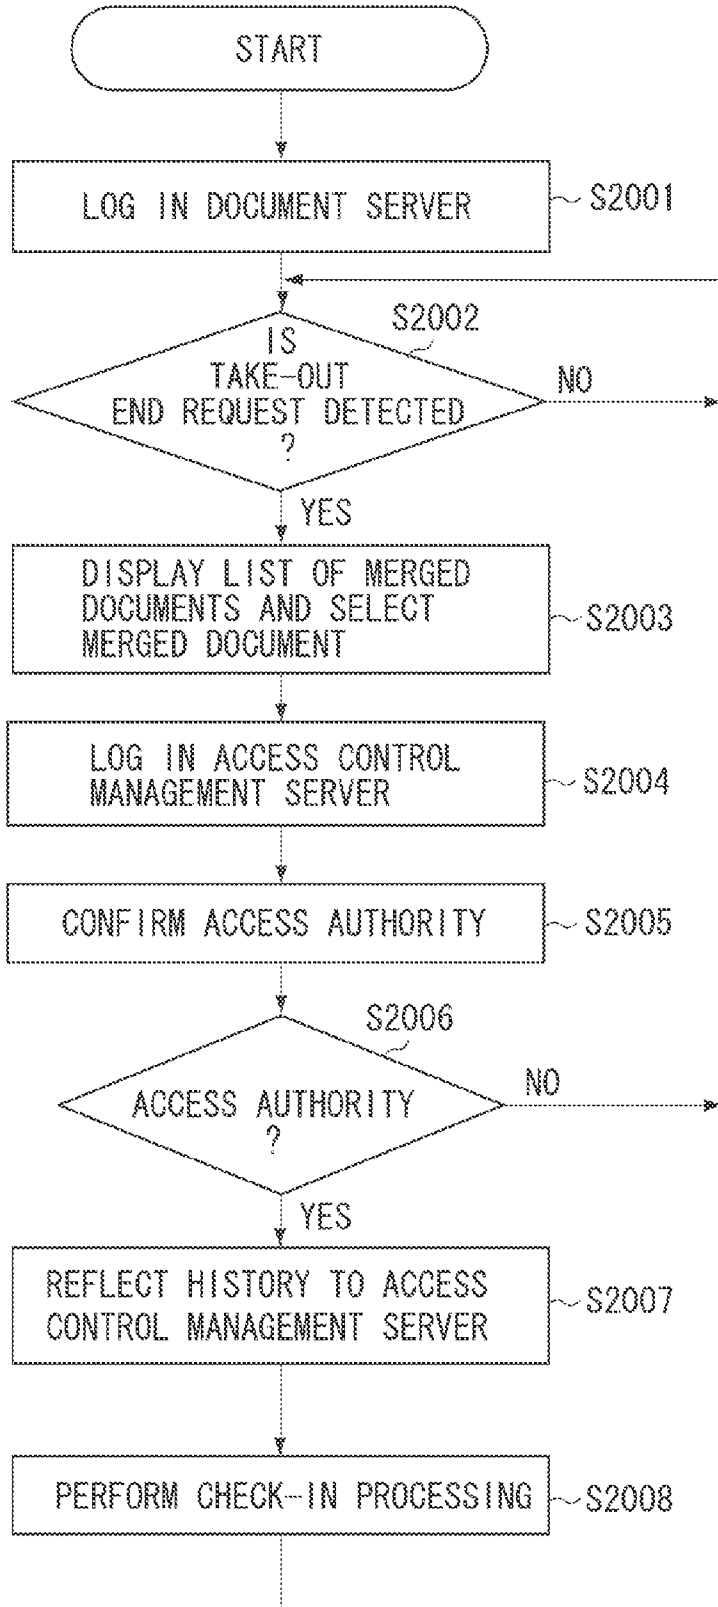 START
LOG IN DOCUMENT SERVER
S2001
S2002
IS
TAKE-OUT
END REQUEST DETECTED
?
NO
YES
DISPLAY LIST OF MERGED
DOCUMENTS AND SELECT
MERGED DOCUMENT
S2003
LOG IN ACCESS CONTROL
MANAGEMENT SERVER
S2004
CONFIRM ACCESS AUTHORITY
S2005
S2006
ACCESS AUTHORITY
?
NO
YES
REFLECT HISTORY TO ACCESS
CONTROL MANAGEMENT SERVER
S2007
PERFORM CHECK-IN PROCESSING
S2008